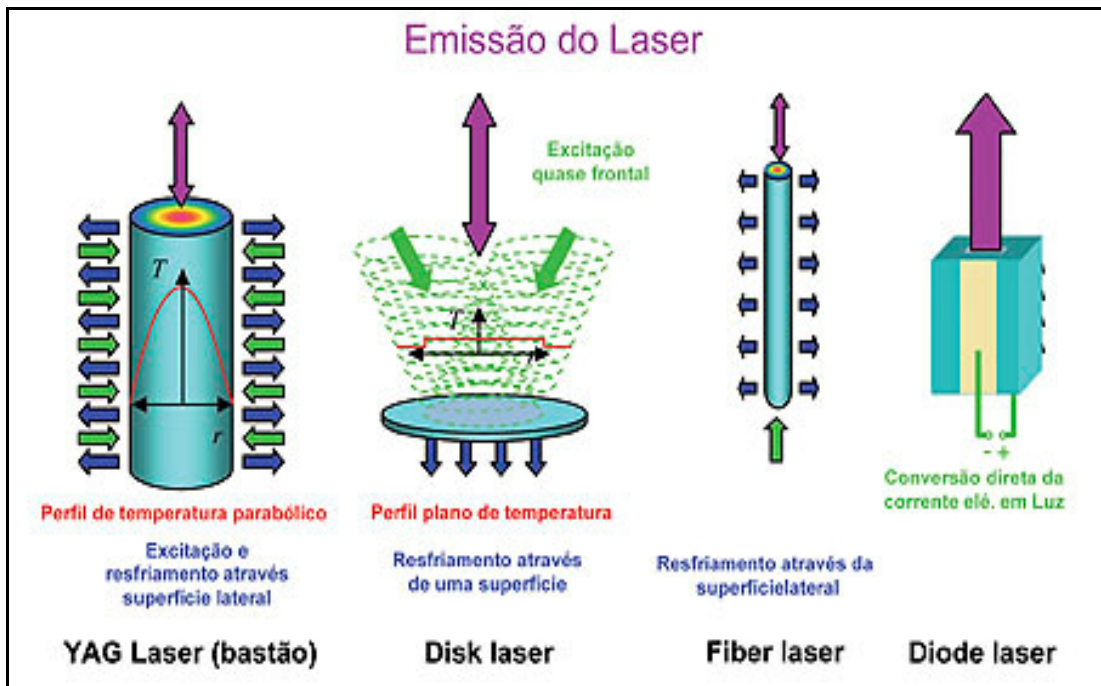 Emissão do Laser
Excitação
quase frontal
T
r
T
r
- +
Conversão direta da
corrente elé. em Luz
Perfil de temperatura parabólico
Perfil plano de temperatura
Excitação e
resfriamento através
superfície lateral
Resfriamento através
de uma superfície
Resfriamento através da
superfícielateral
YAG Laser (bastão)
Disk laser
Fiber laser
Diode laser